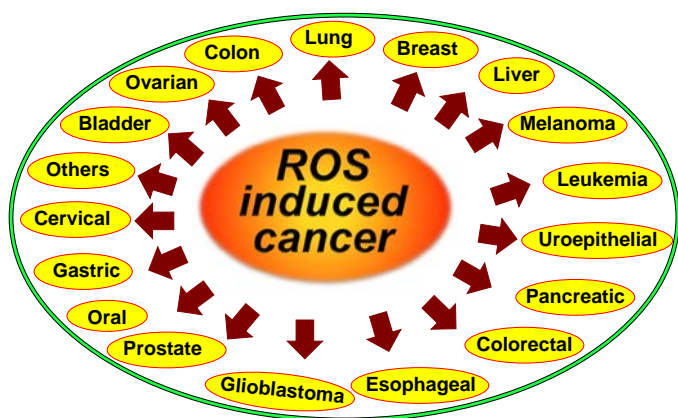 Lung
Breast
Liver
Melanoma
Leukemia
Uroepithelial
Pancreatic
Colorectal
Esophageal
Glioblastoma
Prostate
Oral
Gastric
Cervical
Others
Bladder
Ovarian
Colon
ROS
induced
cancer